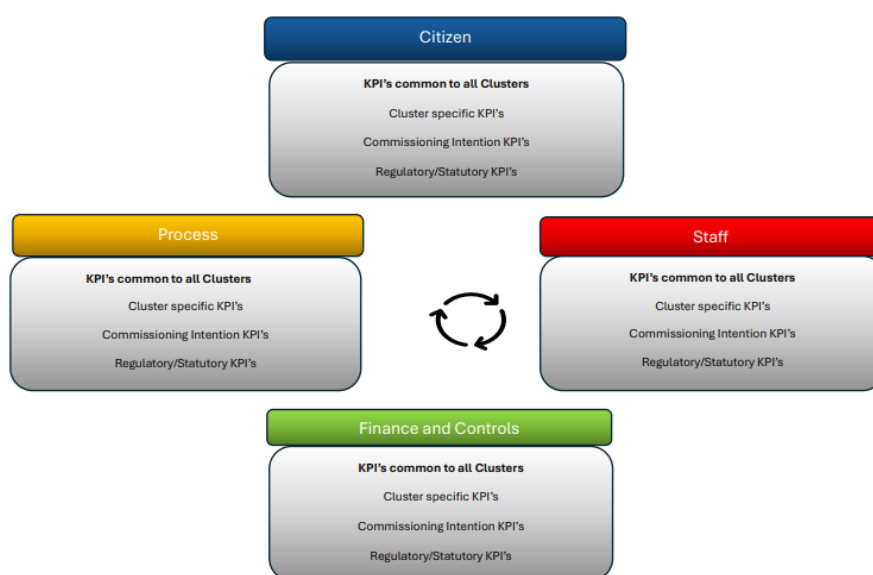 Citizen
KPI's common to all Clusters
Cluster specific KPI's
Commissioning Intention KPI's
Regulatory/Statutory KPI's
Process
KPI's common to all Clusters
Cluster specific KPI's
Commissioning Intention KPI's
Regulatory/Statutory KPI's
Staff
KPI's common to all Clusters
Cluster specific KPI's
Commissioning Intention KPI's
Regulatory/Statutory KPI's
Finance and Controls
KPI's common to all Clusters
Cluster specific KPI's
Commissioning Intention KPI's
Regulatory/Statutory KPI's